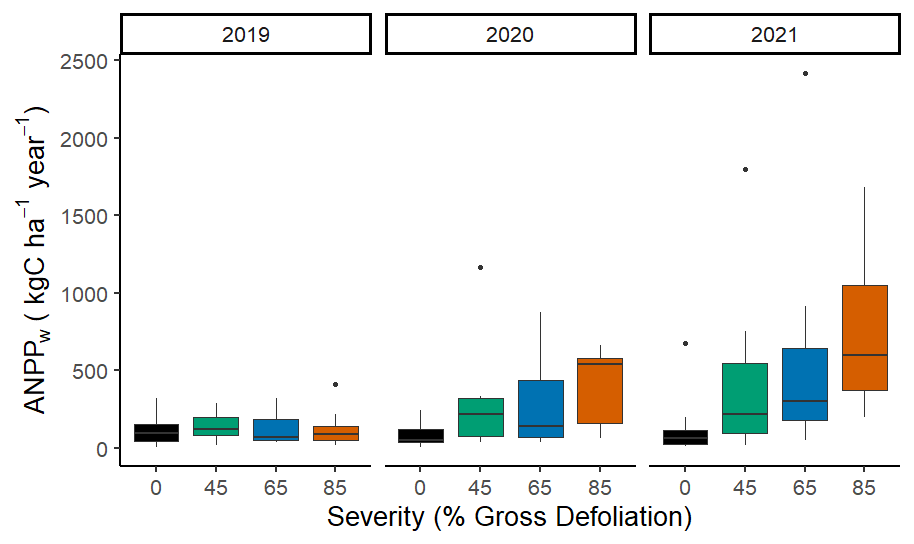 2019 2020 2021
2500
2000
1500
1000
500
0
ANPPw ( kgC ha⁻¹ year⁻¹)
0 45 65 85 0 45 65 85 0 45 65 85
Severity (% Gross Defoliation)